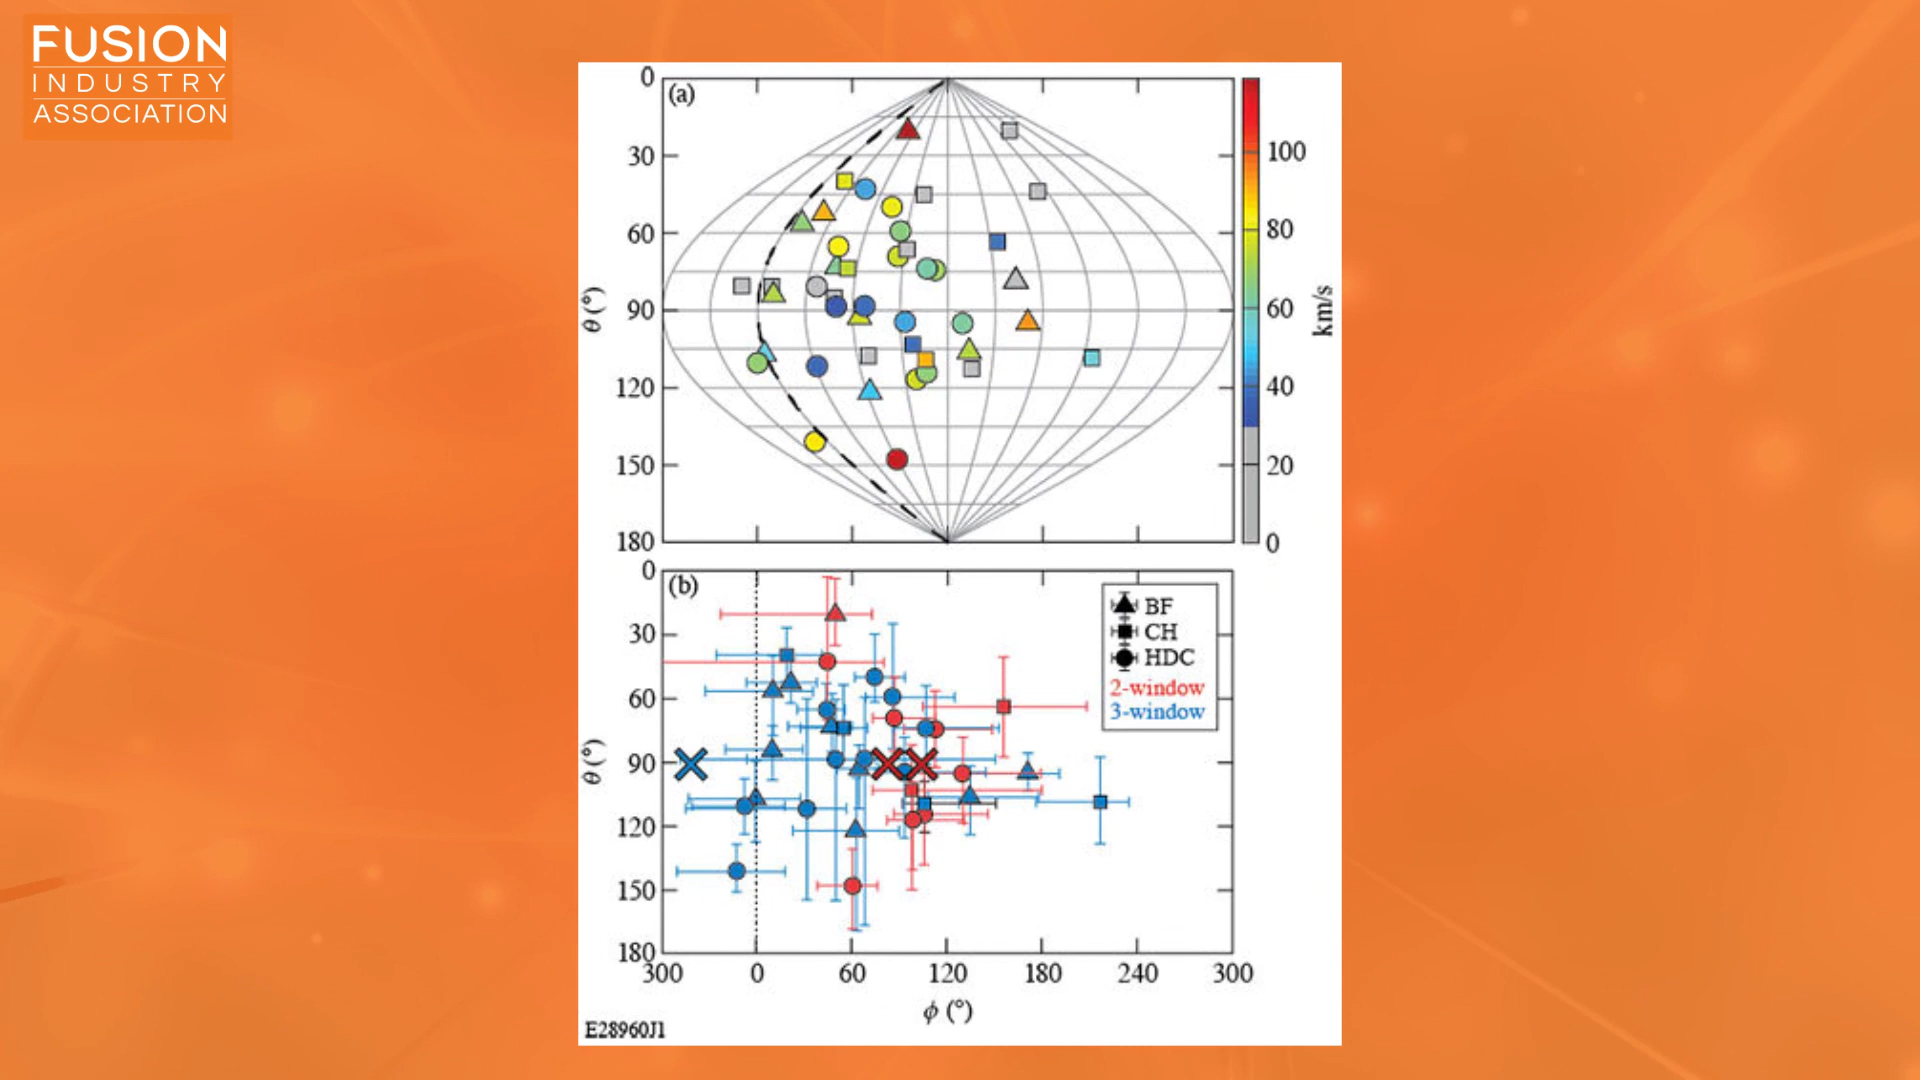 FUSION
INDUSTRY
ASSOCIATION
(a)
0
30
60
90
120
150
180
θ (°)
100
80
60
40
20
0
km/s
(b)
0
30
60
90
120
150
180
θ (°)
BF
CH
HDC
2-window
3-window
300 0 60 120 180 240 300
ϕ (°)
E28960J1